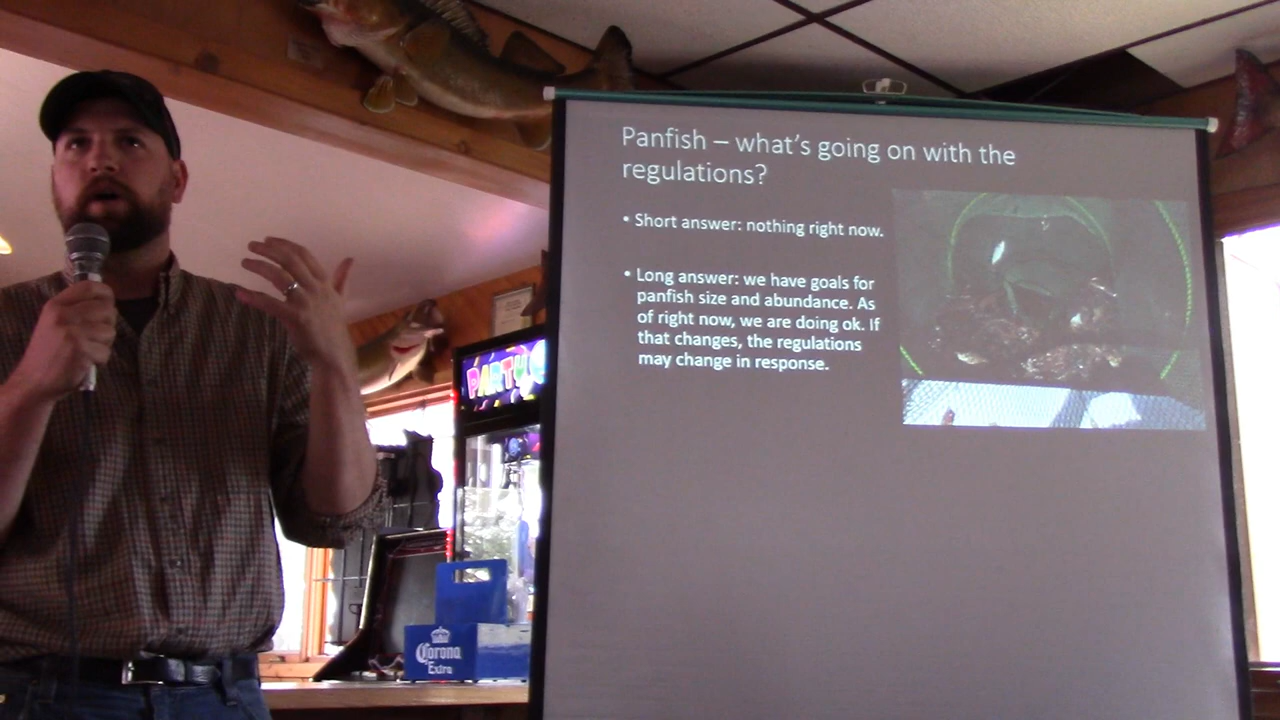 Panfish – what's going on with the
regulations?
• Short answer: nothing right now.
• Long answer: we have goals for
panfish size and abundance. As
of right now, we are doing ok. If
that changes, the regulations
may change in response.
PARTY
Corona
Extra